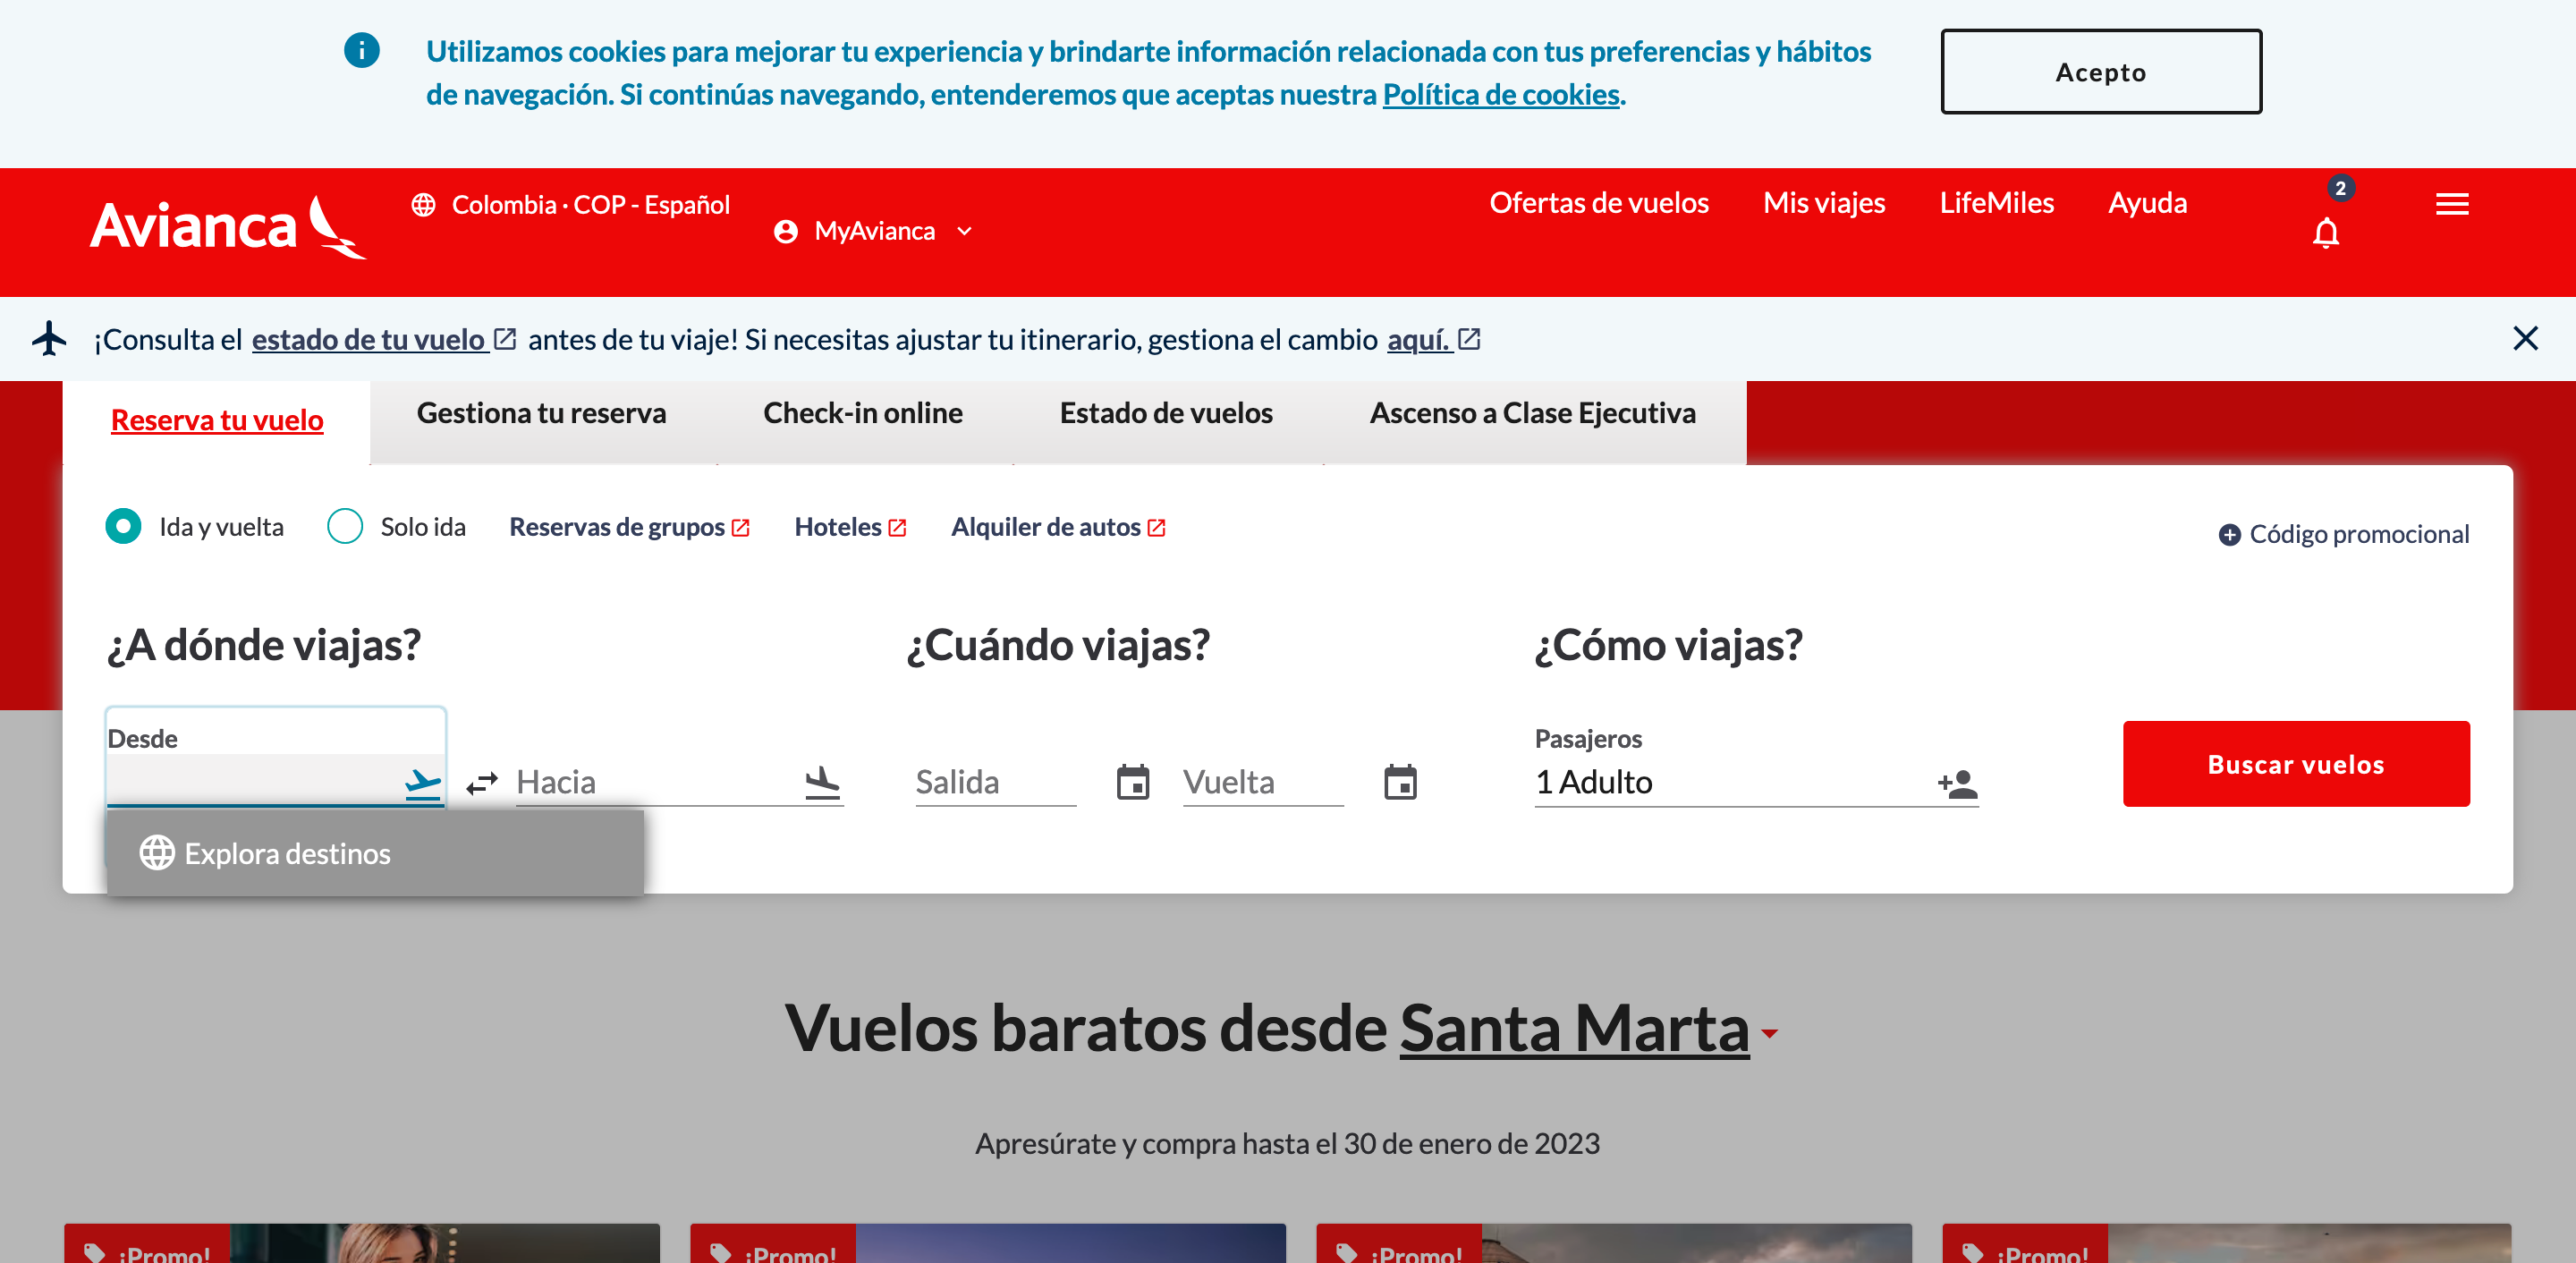 Utilizamos cookies para mejorar tu experiencia y brindarte información relacionada con tus preferencias y hábitos
de navegación. Si continúas navegando, entenderemos que aceptas nuestra Política de cookies.
Acepto
Avianca
Colombia · COP - Español
MyAvianca
Ofertas de vuelos
Mis viajes
LifeMiles
Ayuda
2
¡Consulta el estado de tu vuelo antes de tu viaje! Si necesitas ajustar tu itinerario, gestiona el cambio aquí.
Reserva tu vuelo
Gestiona tu reserva
Check-in online
Estado de vuelos
Ascenso a Clase Ejecutiva
Ida y vuelta
Solo ida
Reservas de grupos
Hoteles
Alquiler de autos
Código promocional
¿A dónde viajas?
¿Cuándo viajas?
¿Cómo viajas?
Desde
Hacia
Salida
Vuelta
Pasajeros
1 Adulto
Buscar vuelos
Explora destinos
Vuelos baratos desde Santa Marta
Apresúrate y compra hasta el 30 de enero de 2023
¡Promo!
¡Promo!
¡Promo!
¡Promo!